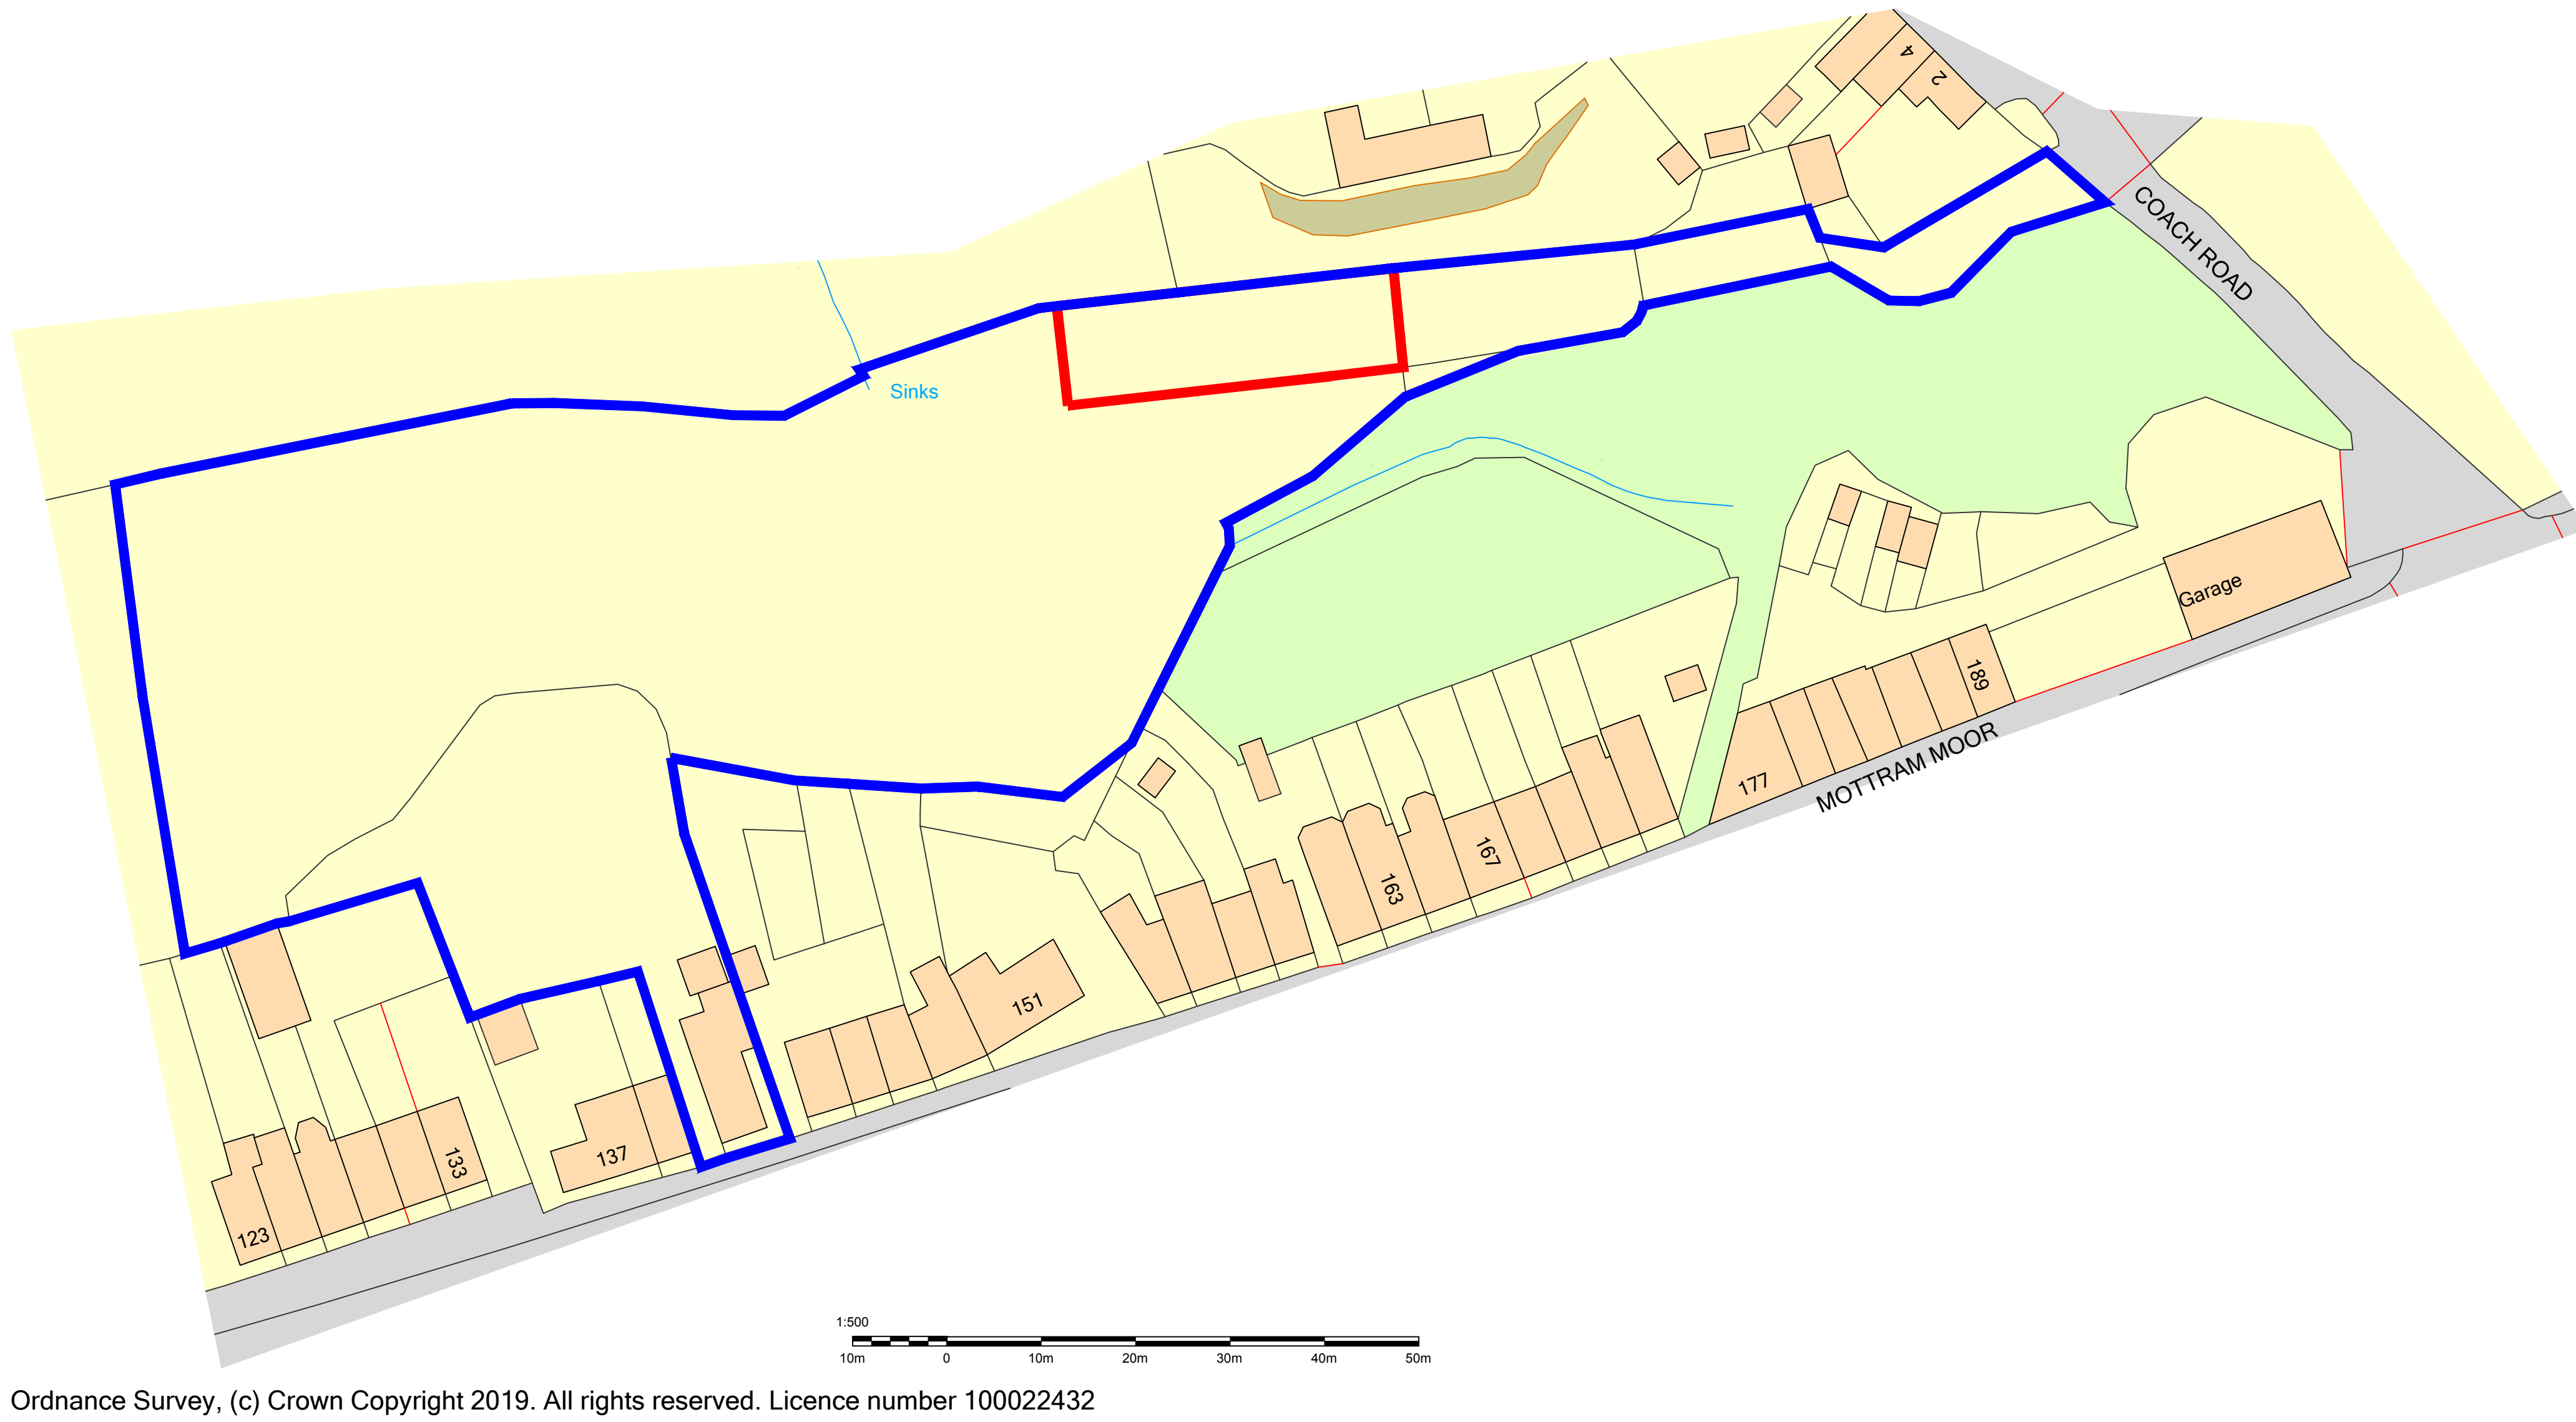 4
2
COACH ROAD
Sinks
Garage
189
177
MOTTRAM MOOR
167
163
151
133
137
123
1:500
10m 0 10m 20m 30m 40m 50m
Ordnance Survey, (c) Crown Copyright 2019. All rights reserved. Licence number 100022432